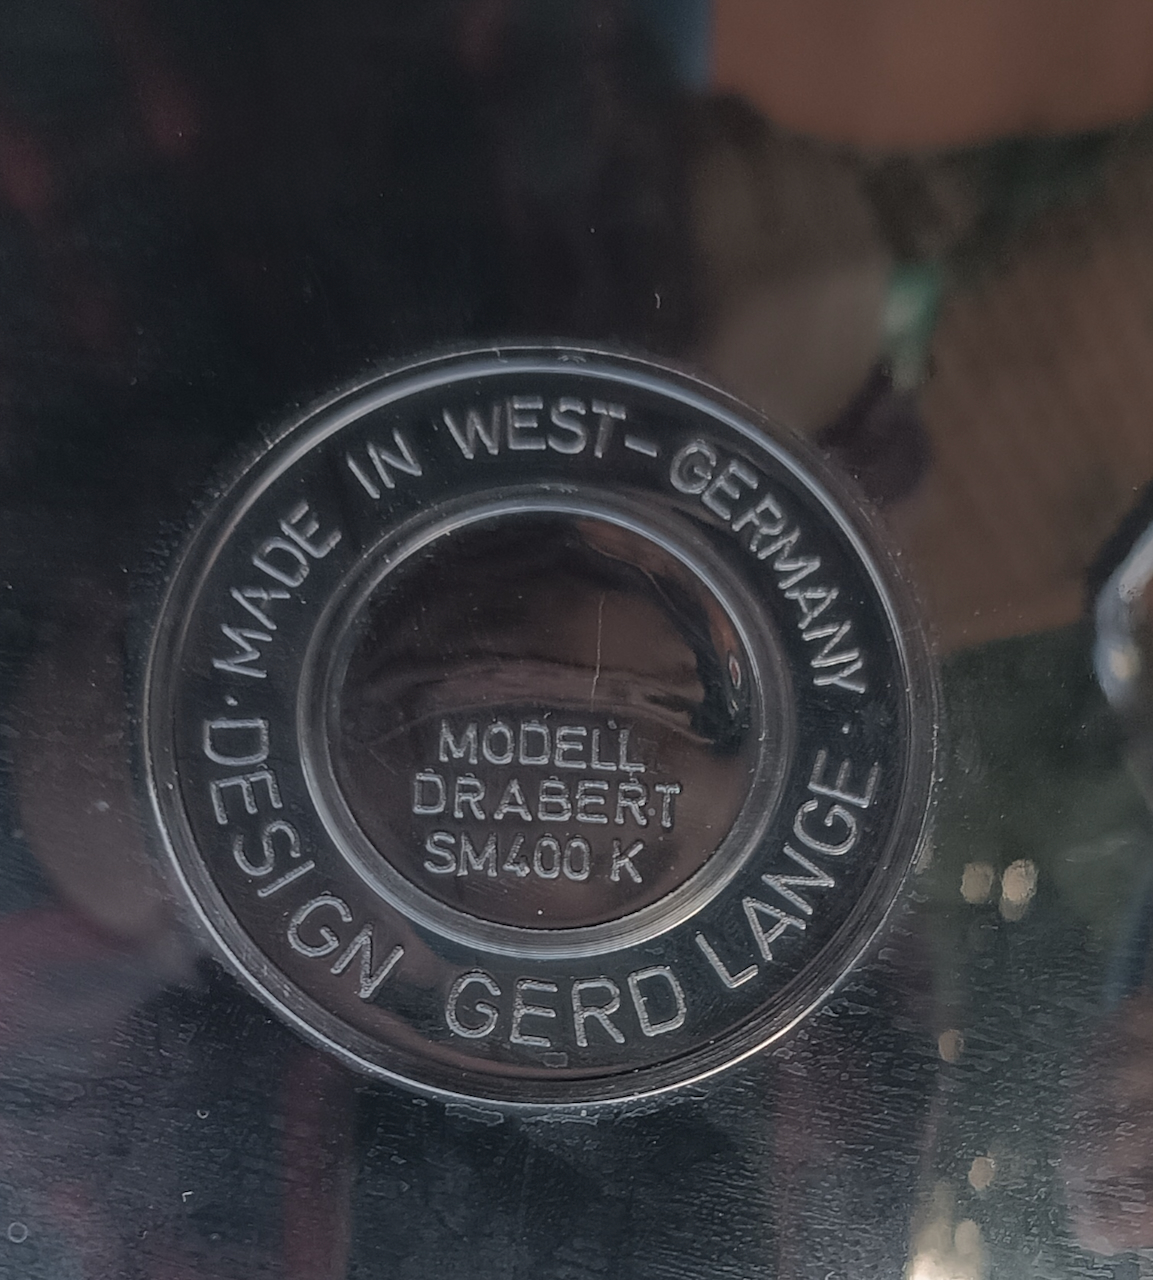 · MADE IN WEST-GERMANY ·
DESIGN GERD LANGE
MODELL
DRABERT
SM400 K